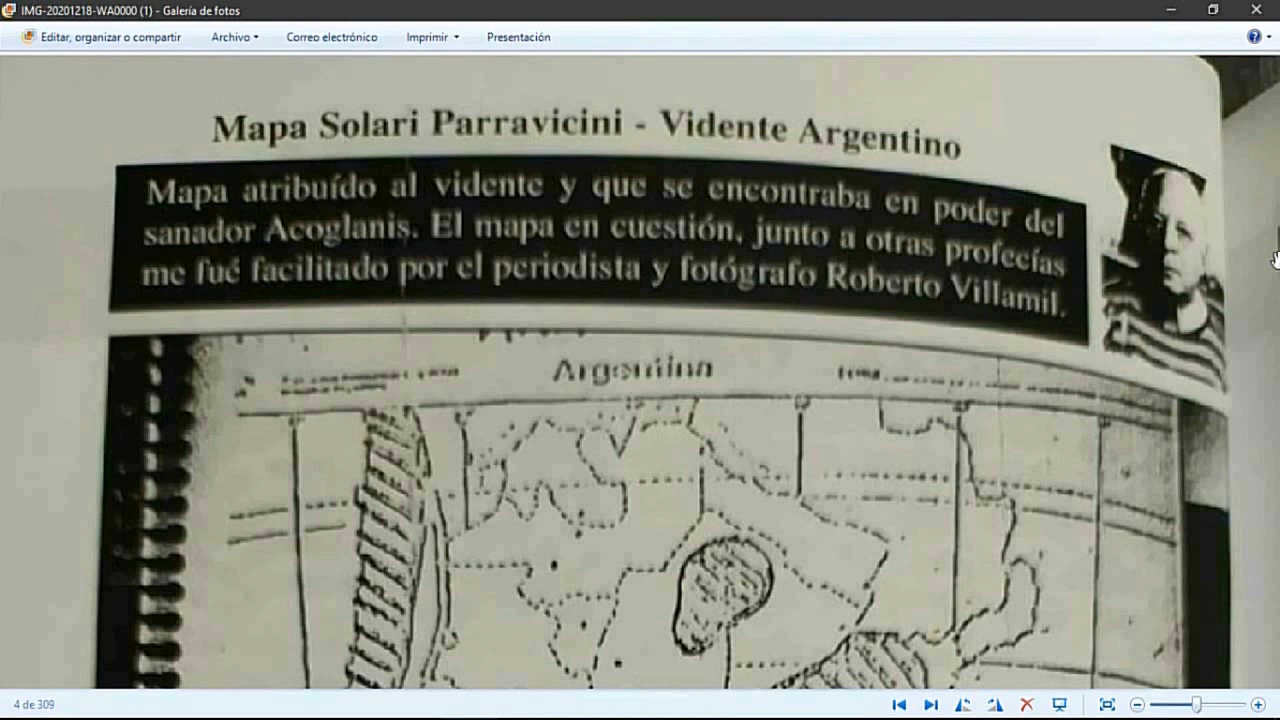 IMG-20201218-WA0000 (1) - Galería de fotos
Editar, organizar o compartir Archivo Correo electrónico Imprimir Presentación
Mapa Solari Parravicini - Vidente Argentino
Mapa atribuído al vidente y que se encontraba en poder del
sanador Acoglanis. El mapa en cuestión, junto a otras profecías
me fué facilitado por el periodista y fotógrafo Roberto Villamil.
Argentina
4 de 309